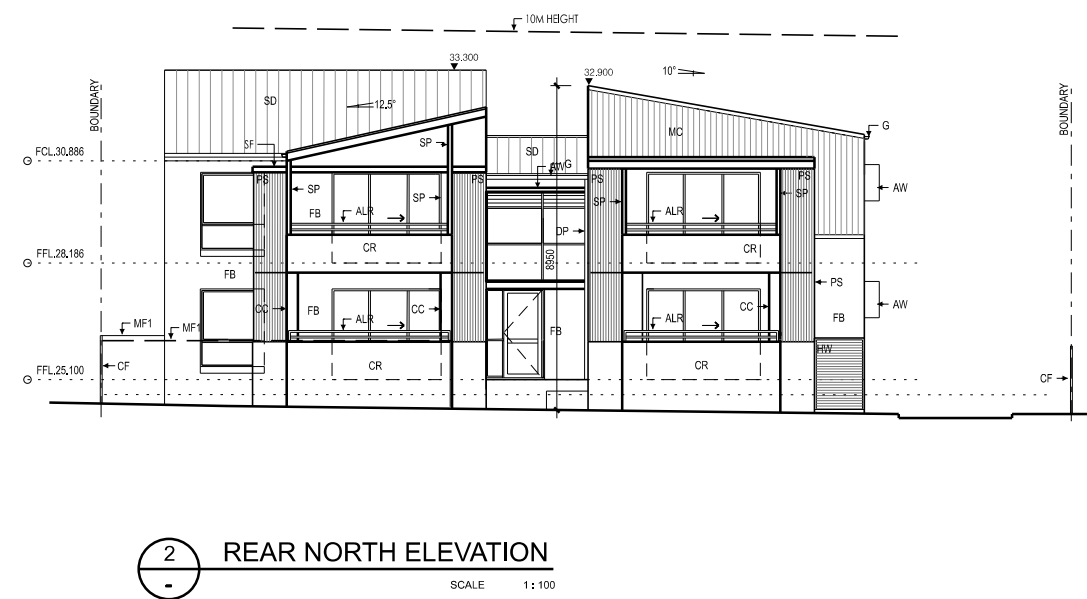 10M HEIGHT
33.300
32.900
10°
BOUNDARY
BOUNDARY
SD
12.5°
MC
G
FCL.30.886
SF
SP
SD
AW
G
PS
SP
SP
FB
ALR
PS
PS
SP
ALR
PS
SP
AW
DP
CR
CR
FFL.28.186
8950
FB
PS
CC
FB
CC
ALR
FB
ALR
CC
FB
AW
MF1
MF1
HW
CF
CR
CR
FFL.25.100
CF
2
-
REAR NORTH ELEVATION
SCALE 1 : 100